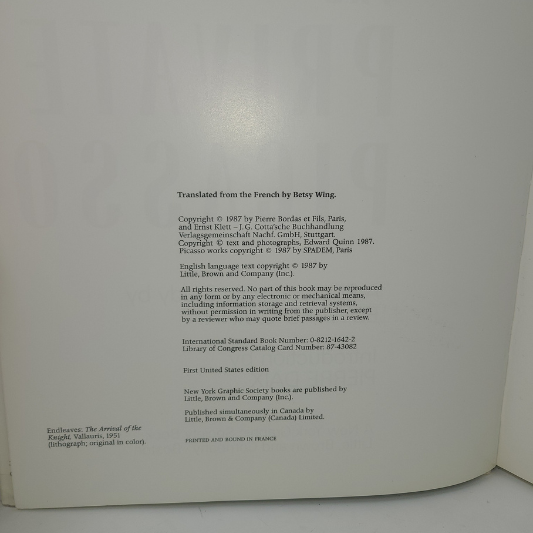 Translated from the French by Betsy Wing.
Copyright © 1987 by Pierre Bordas et Fils, Paris,
and Ernst Klett – J.G. Cotta'sche Buchhandlung
Verlagsgemeinschaft Nachf. GmbH, Stuttgart.
Copyright © text and photographs, Edward Quinn 1987.
Picasso works copyright © 1987 by SPADEM, Paris
English language text copyright © 1987 by
Little, Brown and Company (Inc.).
All rights reserved. No part of this book may be reproduced
in any form or by any electronic or mechanical means,
including information storage and retrieval systems,
without permission in writing from the publisher, except
by a reviewer who may quote brief passages in a review.
International Standard Book Number: 0-8212-1642-2
Library of Congress Catalog Card Number: 87-43082
First United States edition
New York Graphic Society books are published by
Little, Brown and Company (Inc.).
Published simultaneously in Canada by
Little, Brown & Company (Canada) Limited.
PRINTED AND BOUND IN FRANCE
Endleaves: The Arrival of the
Knight, Vallauris, 1951
(lithograph; original in color).